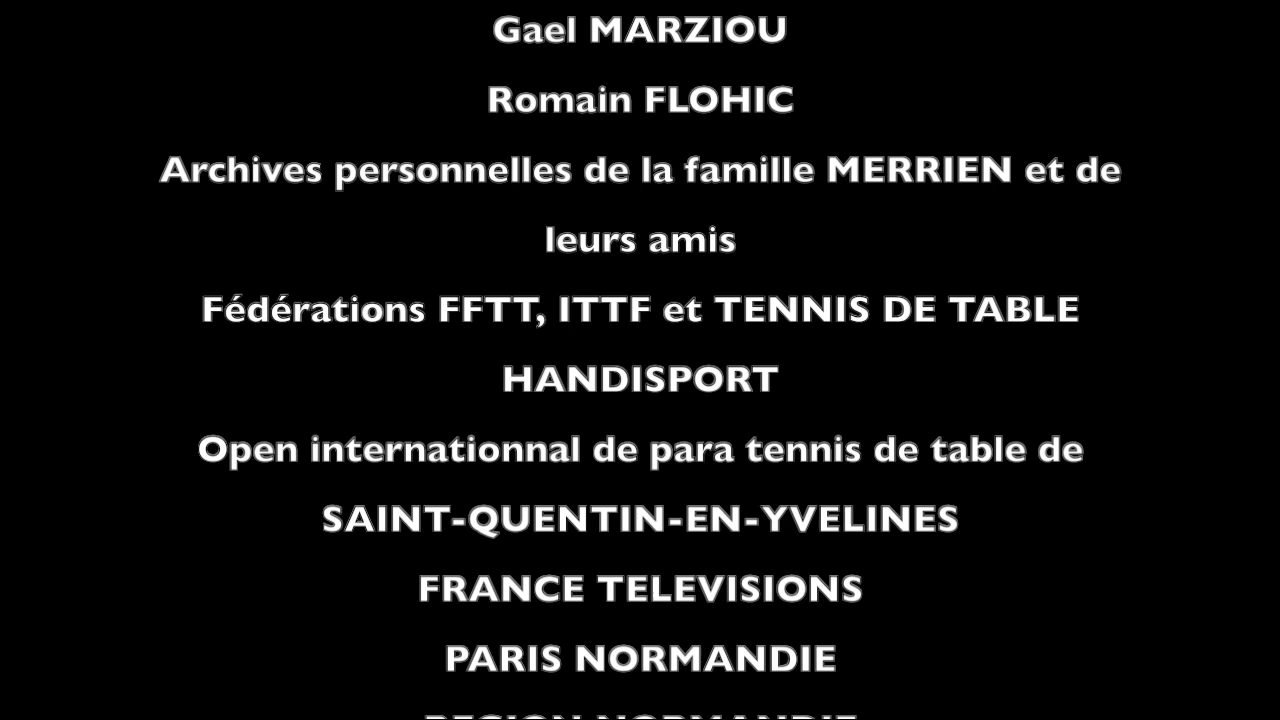 Gael MARZIOU
Romain FLOHIC
Archives personnelles de la famille MERRIEN et de
leurs amis
Fédérations FFTT, ITTF et TENNIS DE TABLE
HANDISPORT
Open internationnal de para tennis de table de
SAINT-QUENTIN-EN-YVELINES
FRANCE TELEVISIONS
PARIS NORMANDIE
REGION NORMANDIE